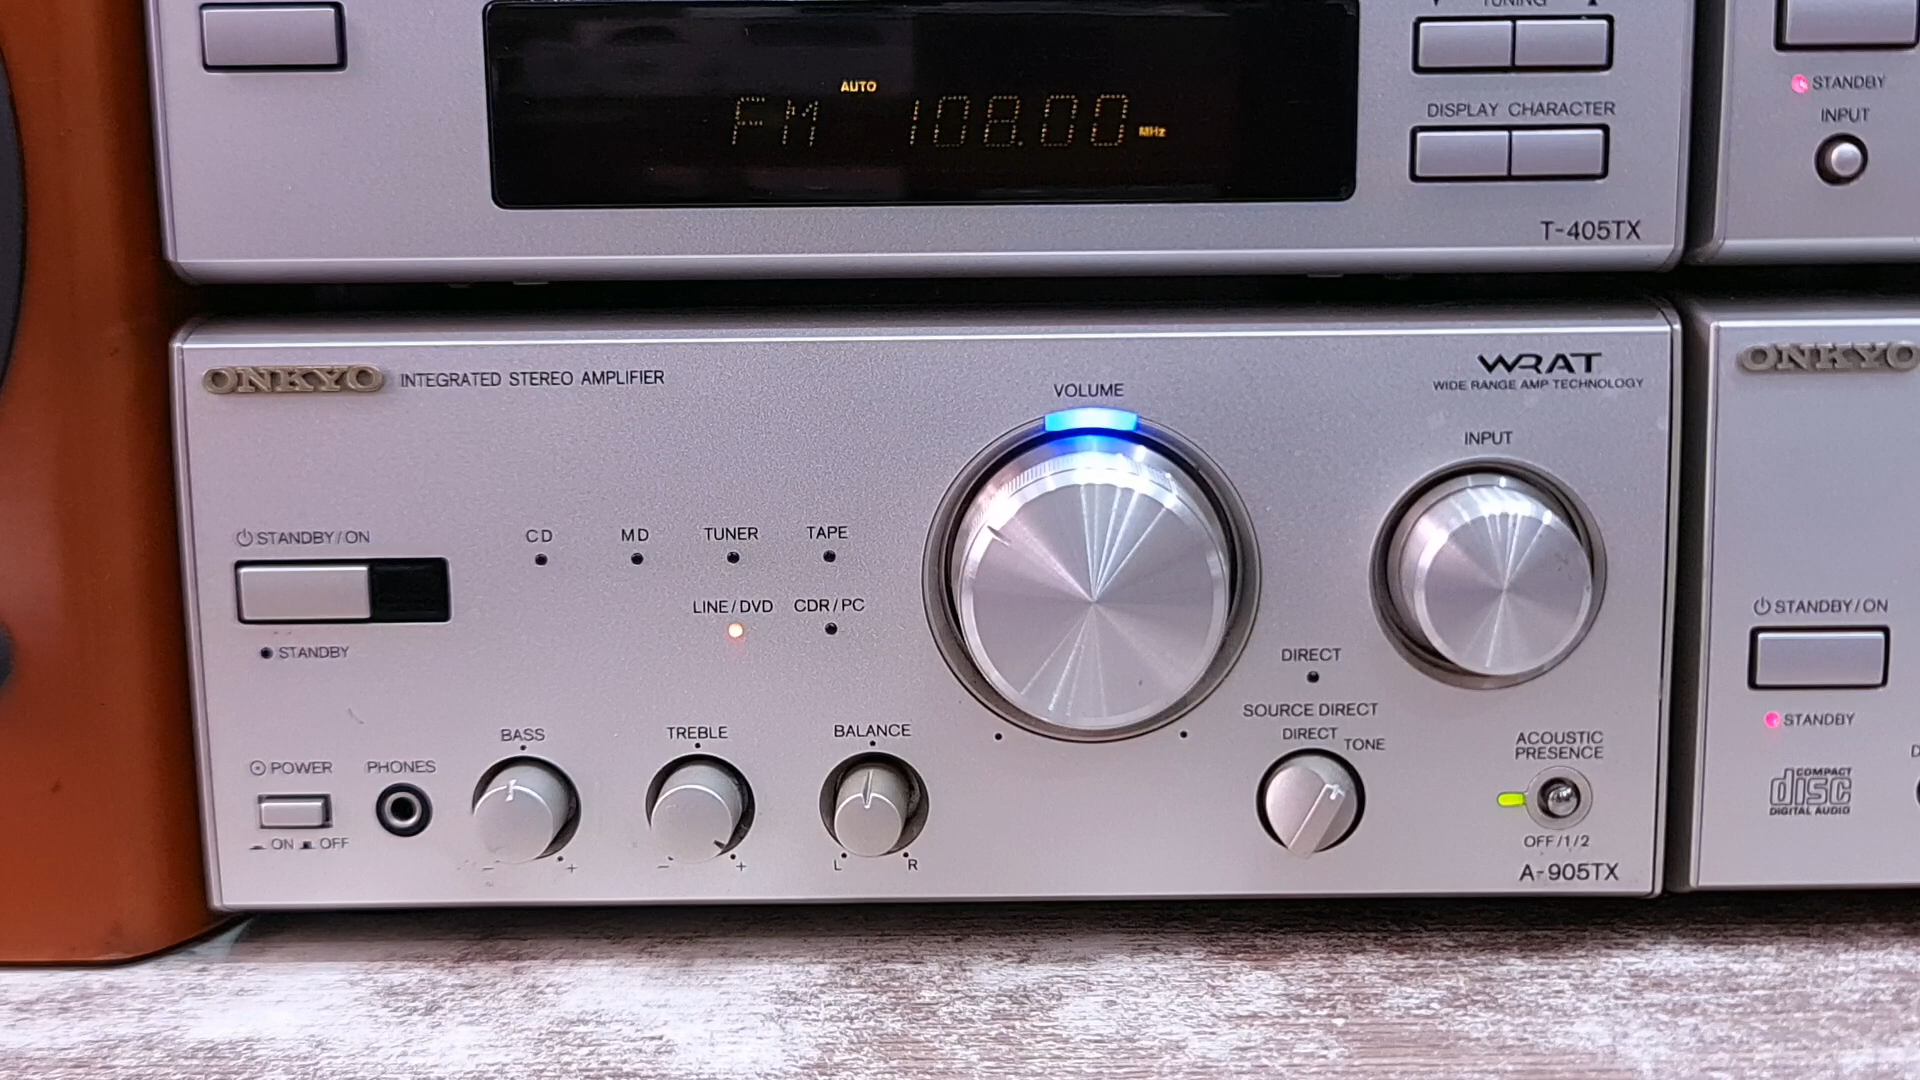 TUNING
AUTO
FM 108.00 MHz
DISPLAY CHARACTER
T-405TX
STANDBY
INPUT
ONKYO INTEGRATED STEREO AMPLIFIER
WRAT
WIDE RANGE AMP TECHNOLOGY
VOLUME
INPUT
STANDBY/ON
CD
MD
TUNER
TAPE
LINE/DVD
CDR/PC
STANDBY
DIRECT
SOURCE DIRECT
DIRECT
TONE
POWER
ON
OFF
PHONES
BASS
- +
TREBLE
- +
BALANCE
L R
ACOUSTIC
PRESENCE
OFF/1/2
A-905TX
ONKYO
STANDBY/ON
STANDBY
COMPACT
disc
DIGITAL AUDIO